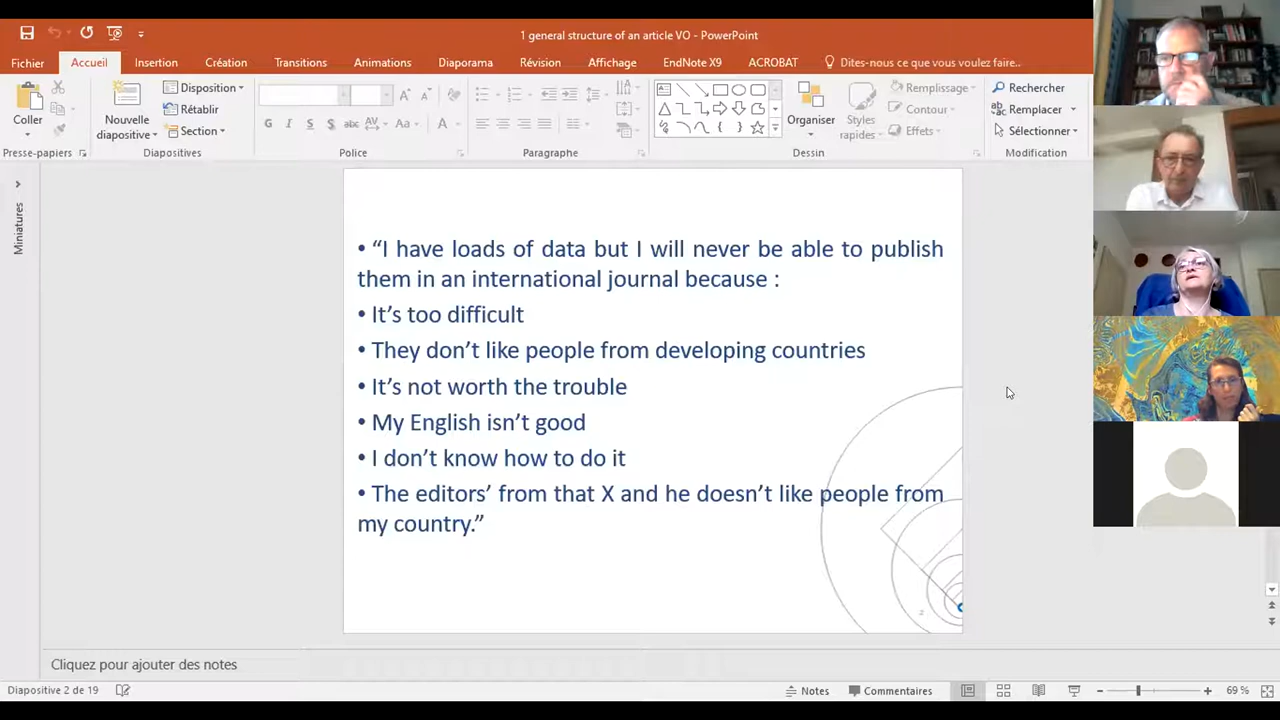 1 general structure of an article VO - PowerPoint
Fichier Accueil Insertion Création Transitions Animations Diaporama Révision Affichage EndNote X9 ACROBAT Dites-nous ce que vous voulez faire..
Coller
Presse-papiers
Nouvelle
diapositive
Disposition
Rétablir
Section
Diapositives
G I S S abc AV Aa A
Police
Paragraphe
Organiser
Styles
rapides
Remplissage
Contour
Effets
Dessin
Rechercher
Remplacer
Sélectionner
Modification
Miniatures
• “I have loads of data but I will never be able to publish
them in an international journal because :
• It’s too difficult
• They don’t like people from developing countries
• It’s not worth the trouble
• My English isn’t good
• I don’t know how to do it
• The editors’ from that X and he doesn’t like people from
my country.”
2
Cliquez pour ajouter des notes
Diapositive 2 de 19
Notes Commentaires 69 %